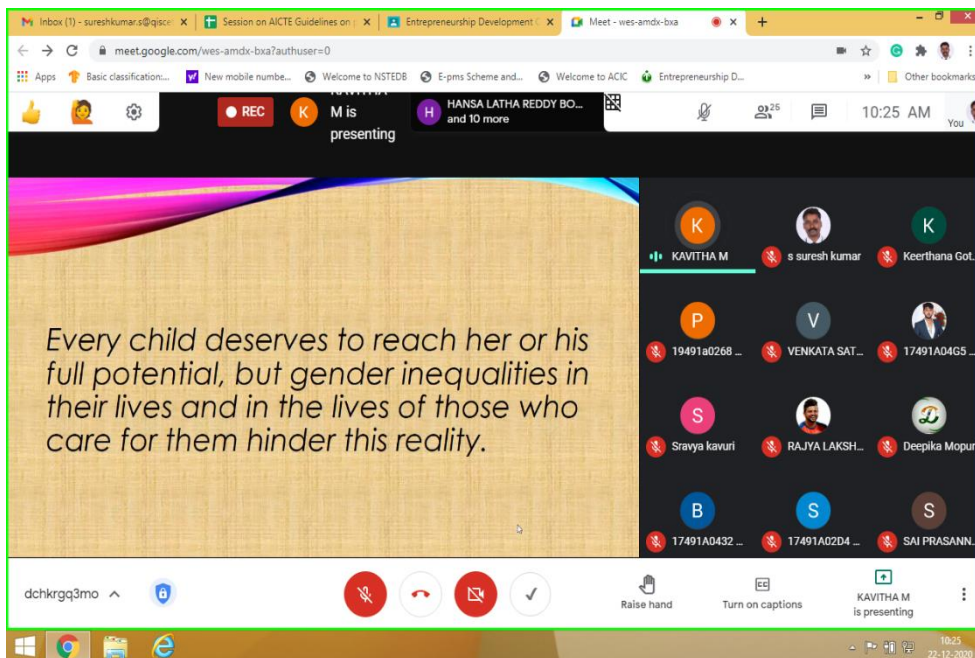 Inbox (1) - sureshkumar.s@qiscet
Session on AICTE Guidelines on p
Entrepreneurship Development C
Meet - wes-amdx-bxa
meet.google.com/wes-amdx-bxa?authuser=0
Apps
Basic classification:...
New mobile numbe...
Welcome to NSTEDB
E-pms Scheme and...
Welcome to ACIC
Entrepreneurship D...
»
Other bookmarks
REC
K
M is
presenting
H
HANSA LATHA REDDY BO...
and 10 more
25
10:25 AM
You
Every child deserves to reach her or his
full potential, but gender inequalities in
their lives and in the lives of those who
care for them hinder this reality.
K
KAVITHA M
s suresh kumar
K
Keerthana Got...
P
19491a0268 ...
V
VENKATA SAT...
17491A04G5 ...
S
Sravya kavuri
RAJYA LAKSH...
Deepika Mopur
B
17491A0432 ...
S
17491A02D4 ...
S
SAI PRASANN...
dchkrgq3mo
Raise hand
Turn on captions
KAVITHA M
is presenting
10:25
22-12-2020